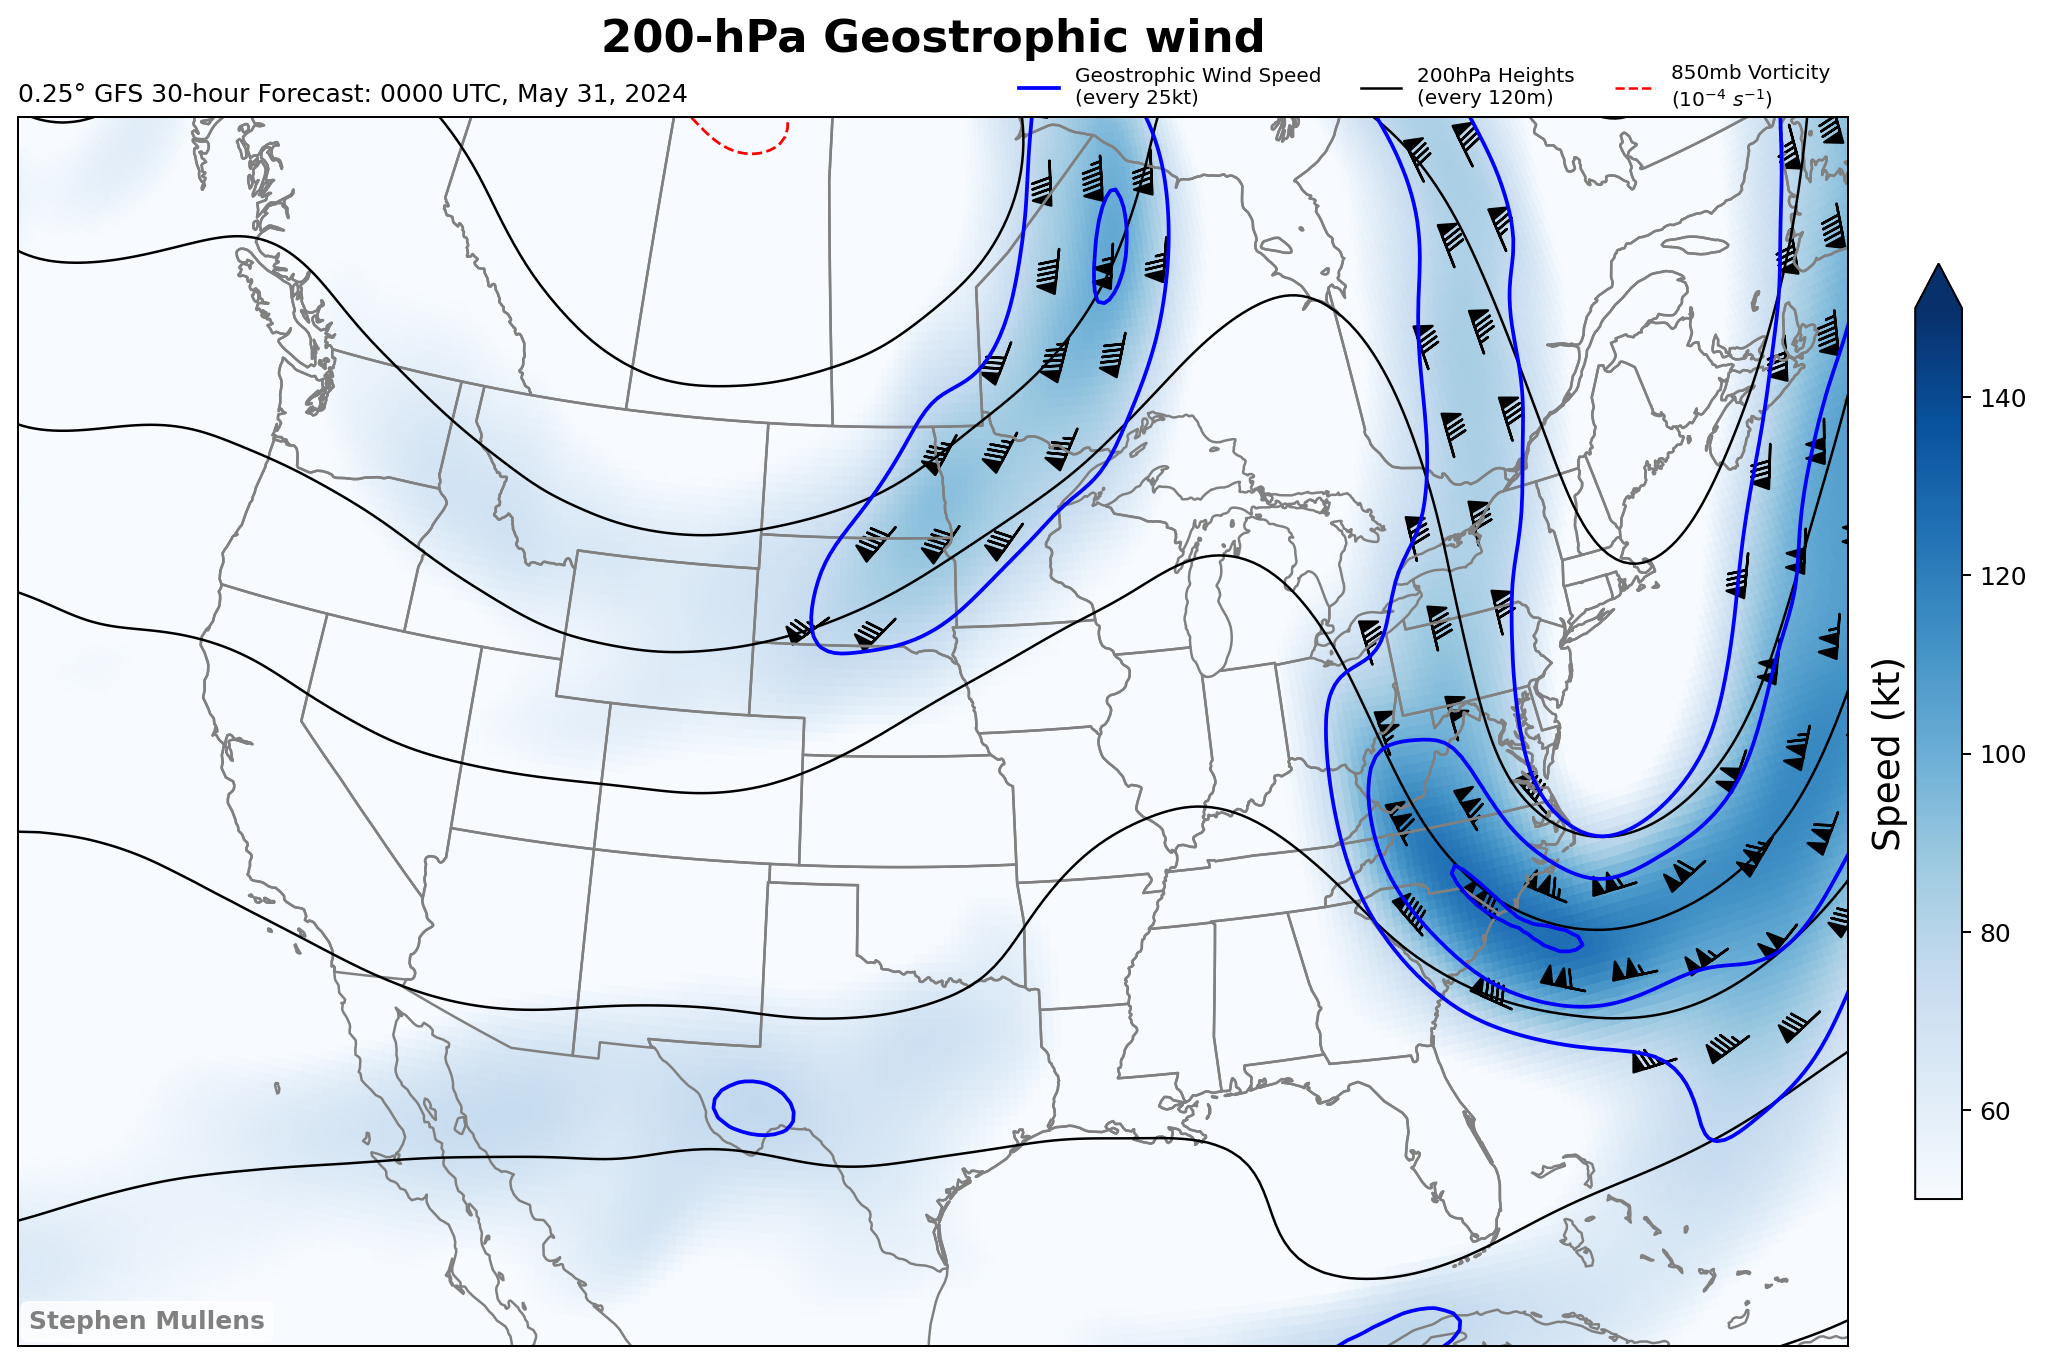 200-hPa Geostrophic wind
0.25° GFS 30-hour Forecast: 0000 UTC, May 31, 2024
Geostrophic Wind Speed
(every 25kt)
200hPa Heights
(every 120m)
850mb Vorticity
(10⁻⁴ s⁻¹)
140
120
100
80
60
Speed (kt)
Stephen Mullens